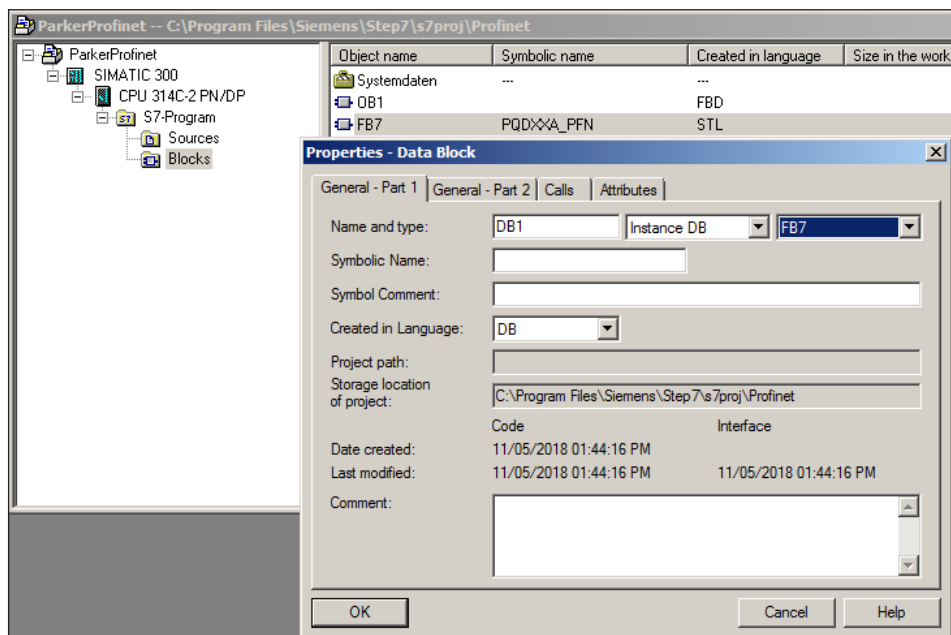 ParkerProfinet -- C:\Program Files\Siemens\Step7\s7proj\Profinet
ParkerProfinet
SIMATIC 300
CPU 314C-2 PN/DP
S7-Program
Sources
Blocks
Object name Symbolic name Created in language Size in the work
Systemdaten --- ---
OB1 FBD
FB7 PQDXXA_PFN STL
Properties - Data Block
General - Part 1 General - Part 2 Calls Attributes
Name and type: DB1 Instance DB FB7
Symbolic Name:
Symbol Comment:
Created in Language: DB
Project path:
Storage location
of project: C:\Program Files\Siemens\Step7\s7proj\Profinet
Code Interface
Date created: 11/05/2018 01:44:16 PM
Last modified: 11/05/2018 01:44:16 PM 11/05/2018 01:44:16 PM
Comment:
OK Cancel Help